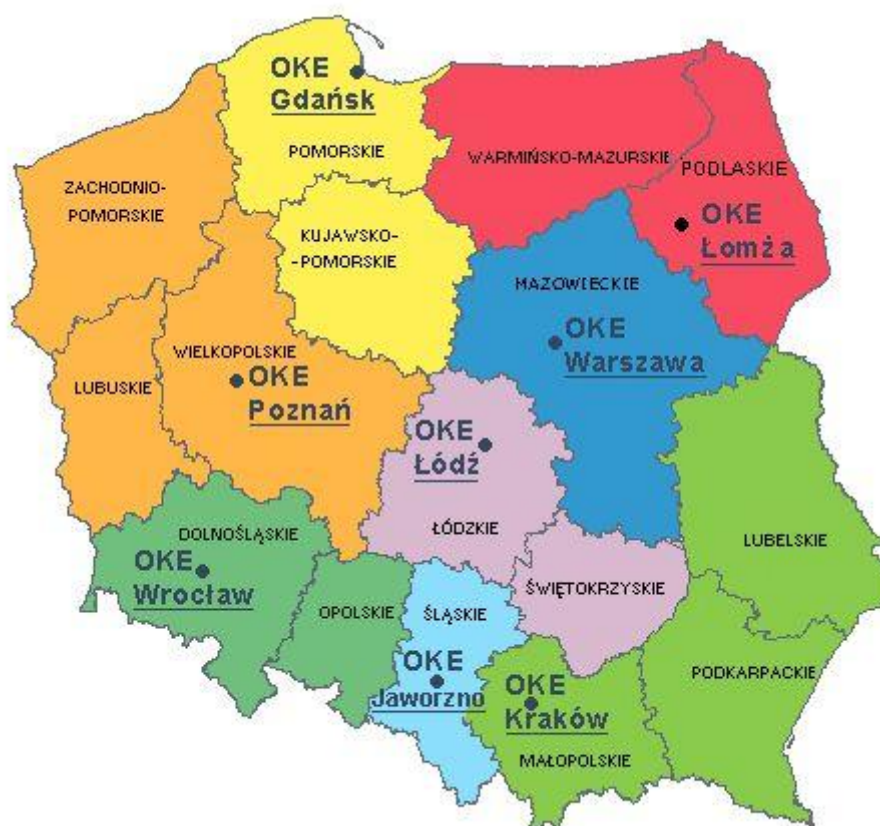 OKE
Gdańsk
POMORSKIE
WARMIŃSKO-MAZURSKIE
PODLASKIE
ZACHODNIO-
POMORSKIE
OKE
Łomża
KUJAWSKO-
-POMORSKIE
MAZOWIECKIE
OKE
Warszawa
WIELKOPOLSKIE
LUBUSKIE
OKE
Poznań
OKE
Łódź
ŁÓDZKIE
DOLNOŚLĄSKIE
LUBELSKIE
OKE
Wrocław
ŚWIĘTOKRZYSKIE
OPOLSKIE
ŚLĄSKIE
OKE
Jaworzno
PODKARPACKIE
OKE
Kraków
MAŁOPOLSKIE